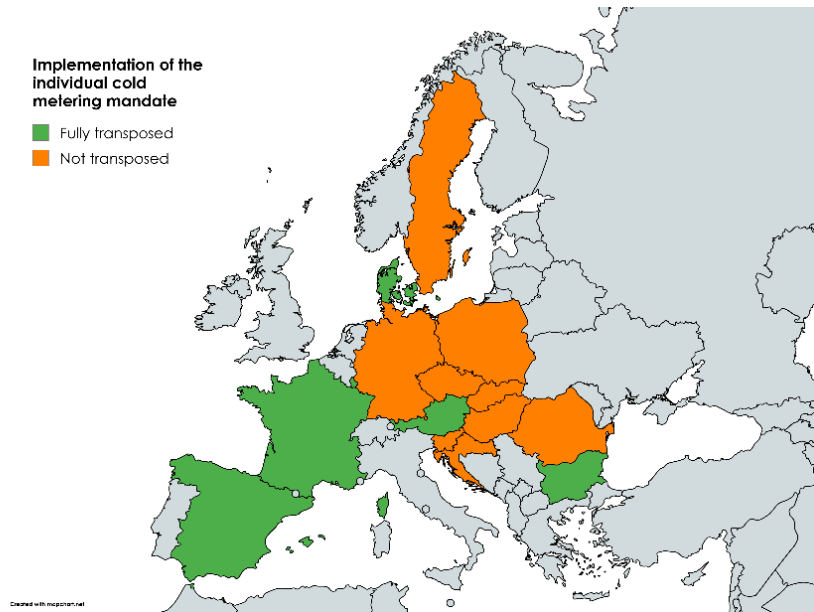 Implementation of the
individual cold
metering mandate
Fully transposed
Not transposed
Created with mapchart.net